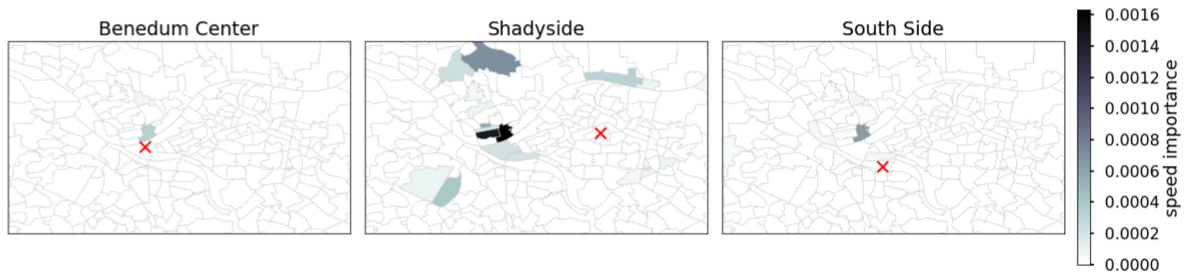 Benedum Center
Shadyside
South Side
0.0016
0.0014
0.0012
0.0010
0.0008
0.0006
0.0004
0.0002
0.0000
speed importance